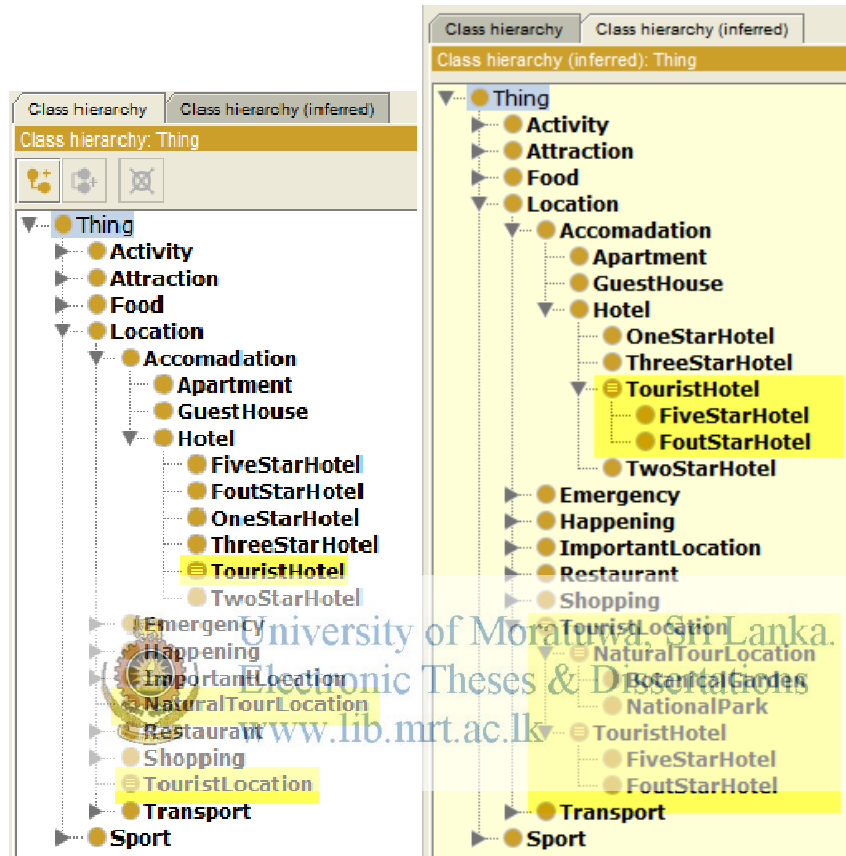 Class hierarchy
Class hierarchy (inferred)
Class hierarchy: Thing
Thing
Activity
Attraction
Food
Location
Accomadation
Apartment
GuestHouse
Hotel
FiveStarHotel
FoutStarHotel
OneStarHotel
ThreeStarHotel
TouristHotel
TwoStarHotel
Emergency
Happening
ImportantLocation
NaturalTourLocation
Restaurant
Shopping
TouristLocation
Transport
Sport
Class hierarchy
Class hierarchy (inferred)
Class hierarchy (inferred): Thing
Thing
Activity
Attraction
Food
Location
Accomadation
Apartment
GuestHouse
Hotel
OneStarHotel
ThreeStarHotel
TouristHotel
FiveStarHotel
FoutStarHotel
TwoStarHotel
Emergency
Happening
ImportantLocation
Restaurant
Shopping
TouristLocation
NaturalTourLocation
BotanicalGarden
NationalPark
TouristHotel
FiveStarHotel
FoutStarHotel
Transport
Sport
University of Moratuwa, Sri Lanka.
Electronic Theses & Dissertations
www.lib.mrt.ac.lk